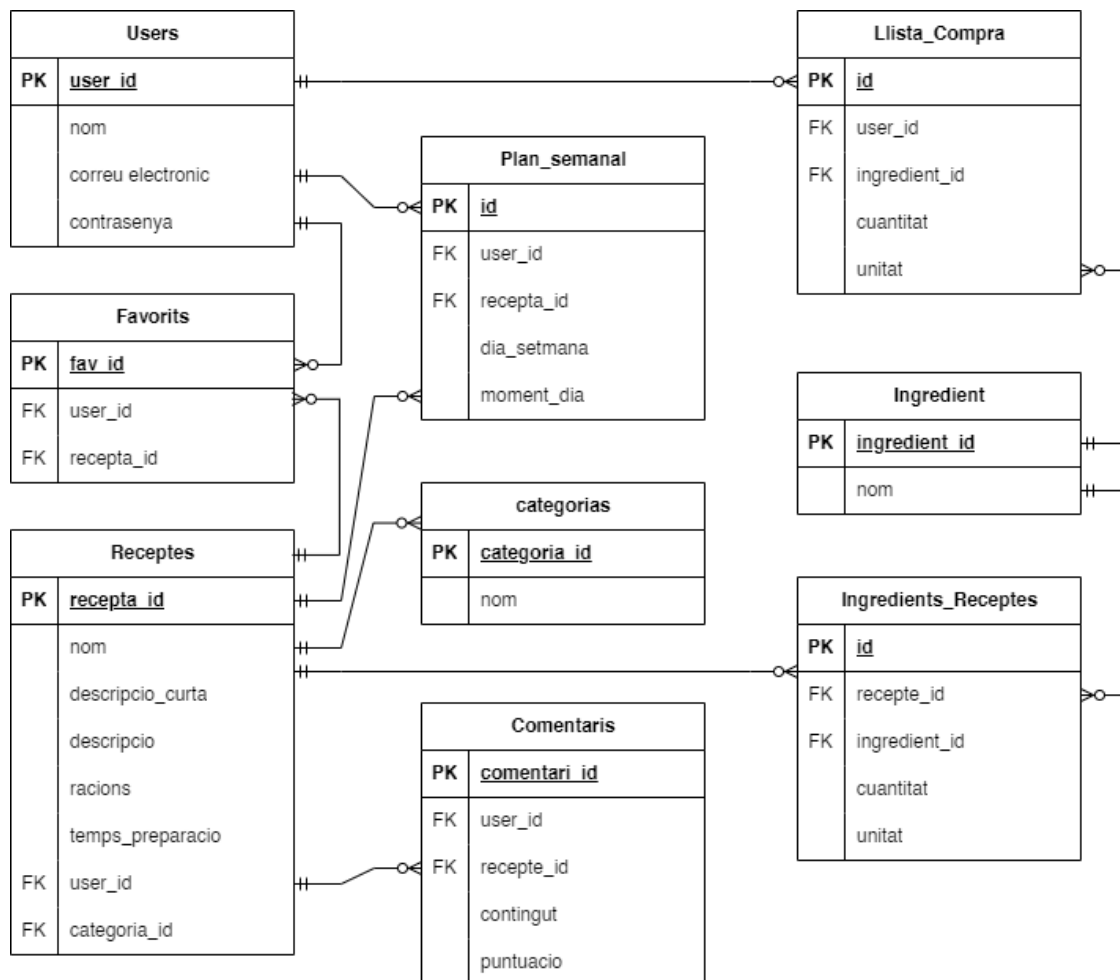 Users
PK user_id
nom
correu electronic
contrasenya
Favorits
PK fav_id
FK user_id
FK recepta_id
Receptes
PK recepta_id
nom
descripcio_curta
descripcio
racions
temps_preparacio
FK user_id
FK categoria_id
Plan_semanal
PK id
FK user_id
FK recepta_id
dia_setmana
moment_dia
categorias
PK categoria_id
nom
Comentaris
PK comentari_id
FK user_id
FK recepte_id
contingut
puntuacio
Llista_Compra
PK id
FK user_id
FK ingredient_id
cuantitat
unitat
Ingredient
PK ingredient_id
nom
Ingredients_Receptes
PK id
FK recepte_id
FK ingredient_id
cuantitat
unitat